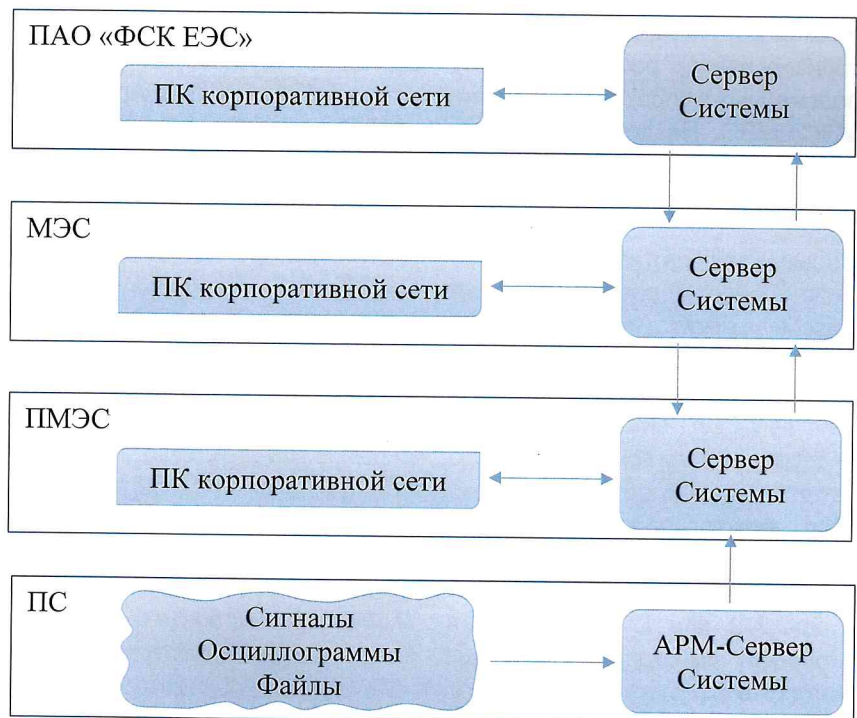 ПАО «ФСК ЕЭС»
ПК корпоративной сети
Сервер
Системы
МЭС
ПК корпоративной сети
Сервер
Системы
ПМЭС
ПК корпоративной сети
Сервер
Системы
ПС
Сигналы
Осциллограммы
Файлы
АРМ-Сервер
Системы